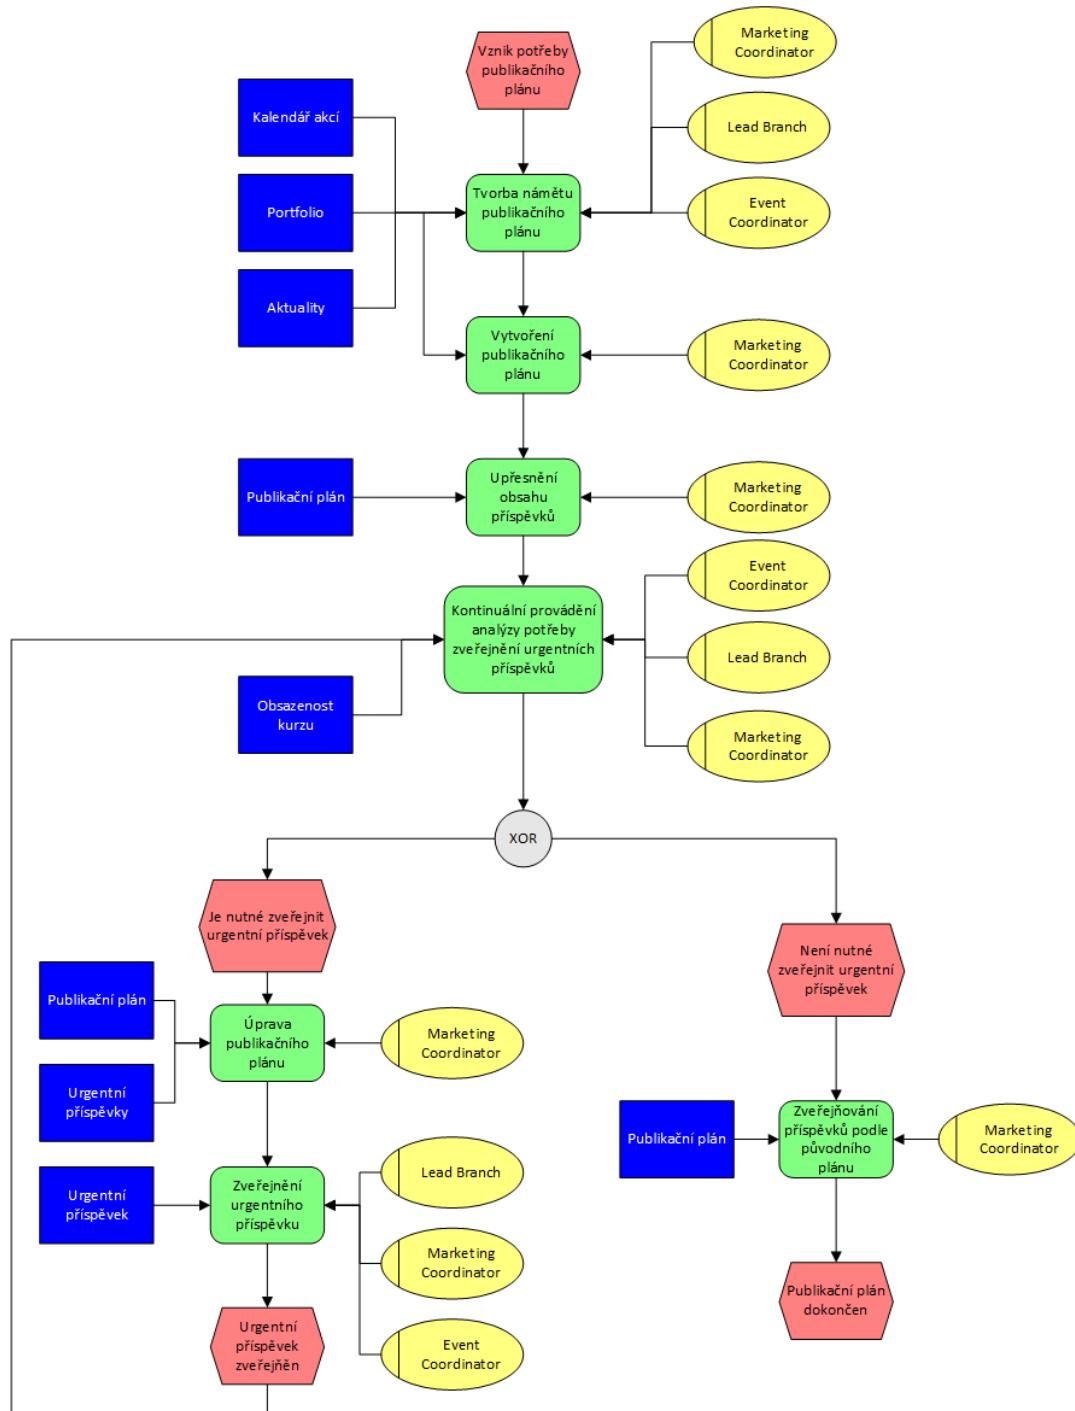 Vznik potřeby
publikačního
plánu
Marketing
Coordinator
Kalendář akcí
Lead Branch
Portfolio
Tvorba námětu
publikačního
plánu
Event
Coordinator
Aktuality
Vytvoření
publikačního
plánu
Marketing
Coordinator
Publikační plán
Upřesnění
obsahu
příspěvků
Marketing
Coordinator
Event
Coordinator
Kontinuální provádění
analýzy potřeby
zveřejnění urgentních
příspěvků
Lead Branch
Obsazenost
kurzu
Marketing
Coordinator
XOR
Je nutné zveřejnit
urgentní příspěvek
Není nutné
zveřejnit urgentní
příspěvek
Publikační plán
Úprava
publikačního
plánu
Marketing
Coordinator
Urgentní
příspěvky
Publikační plán
Zveřejňování
příspěvků podle
původního
plánu
Marketing
Coordinator
Urgentní
příspěvek
Zveřejnění
urgentního
příspěvku
Lead Branch
Marketing
Coordinator
Urgentní
příspěvek
zveřejňěn
Event
Coordinator
Publikační plán
dokončen